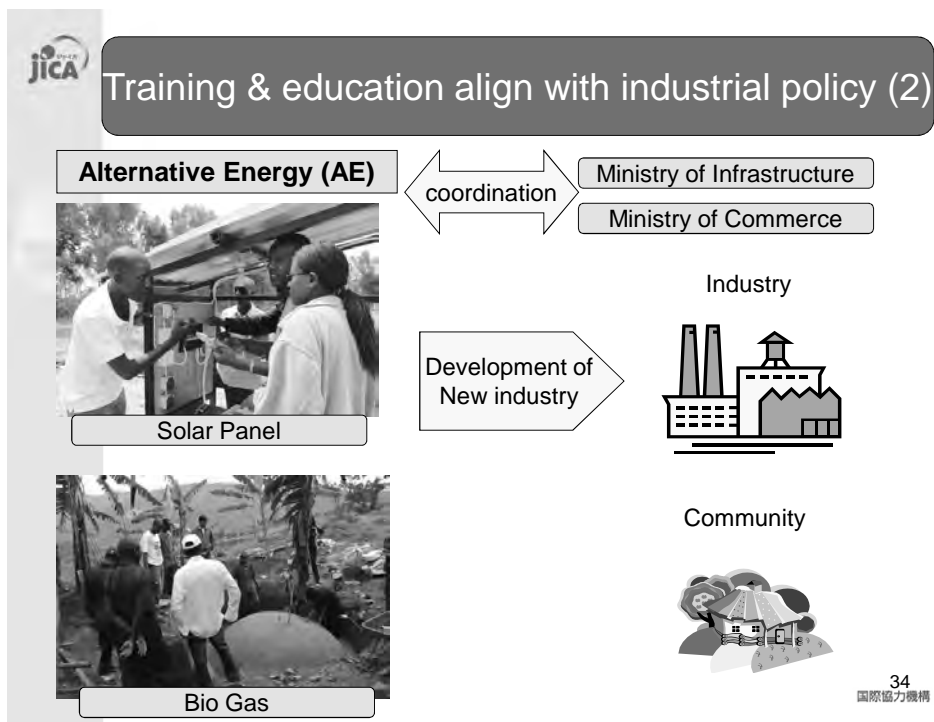 jica
Training & education align with industrial policy (2)
Alternative Energy (AE)
coordination
Ministry of Infrastructure
Ministry of Commerce
Industry
Development of
New industry
Solar Panel
Community
Bio Gas
34
国際協力機構